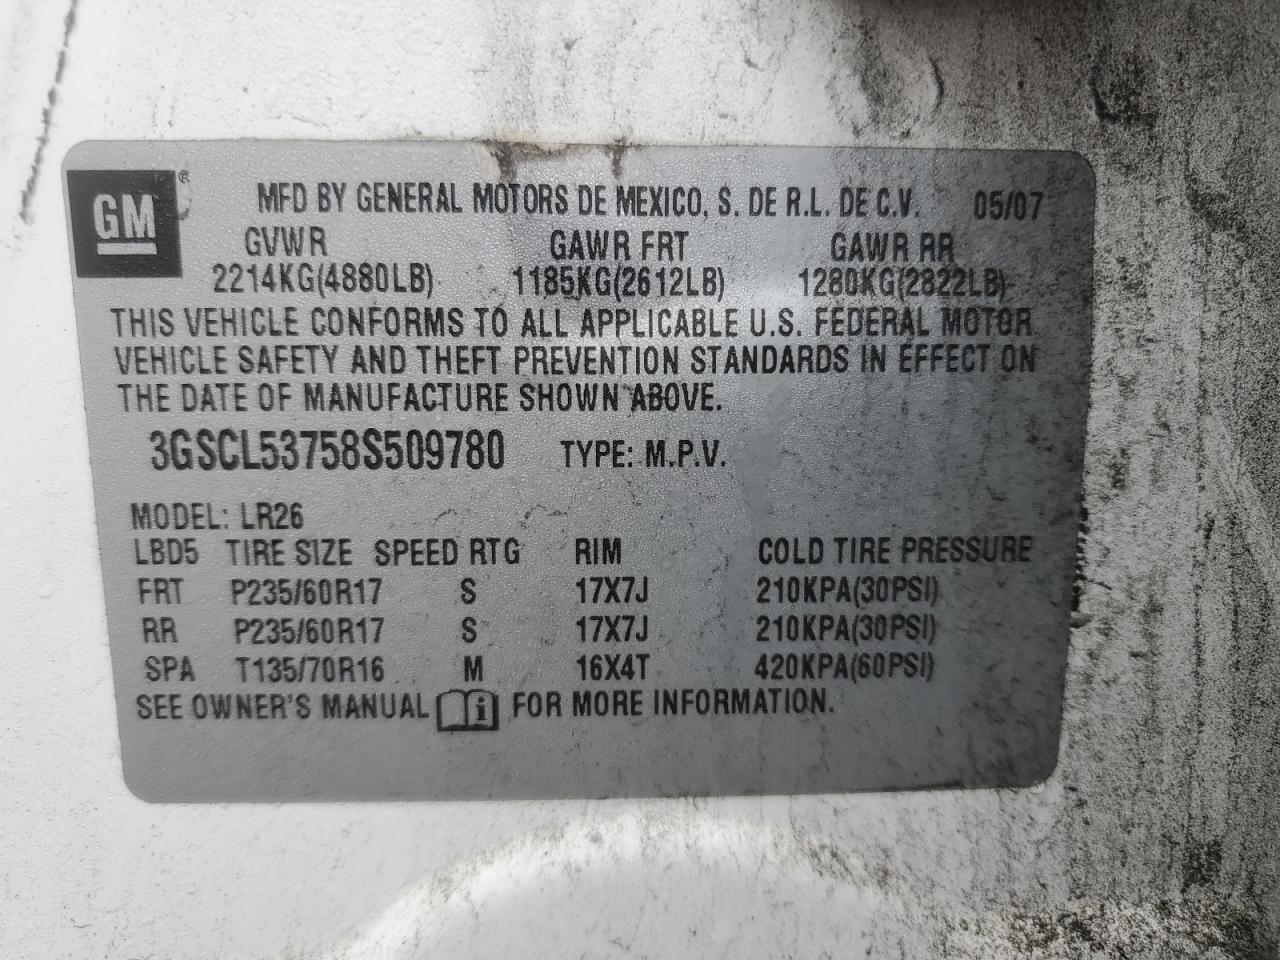 GM ®
MFD BY GENERAL MOTORS DE MEXICO, S. DE R.L. DE C.V. 05/07
GVWR GAWR FRT GAWR RR
2214KG(4880LB) 1185KG(2612LB) 1280KG(2822LB)
THIS VEHICLE CONFORMS TO ALL APPLICABLE U.S. FEDERAL MOTOR
VEHICLE SAFETY AND THEFT PREVENTION STANDARDS IN EFFECT ON
THE DATE OF MANUFACTURE SHOWN ABOVE.
3GSCL53758S509780 TYPE: M.P.V.
MODEL: LR26
LBD5 TIRE SIZE SPEED RTG RIM COLD TIRE PRESSURE
FRT P235/60R17 S 17X7J 210KPA(30PSI)
RR P235/60R17 S 17X7J 210KPA(30PSI)
SPA T135/70R16 M 16X4T 420KPA(60PSI)
SEE OWNER'S MANUAL i FOR MORE INFORMATION.